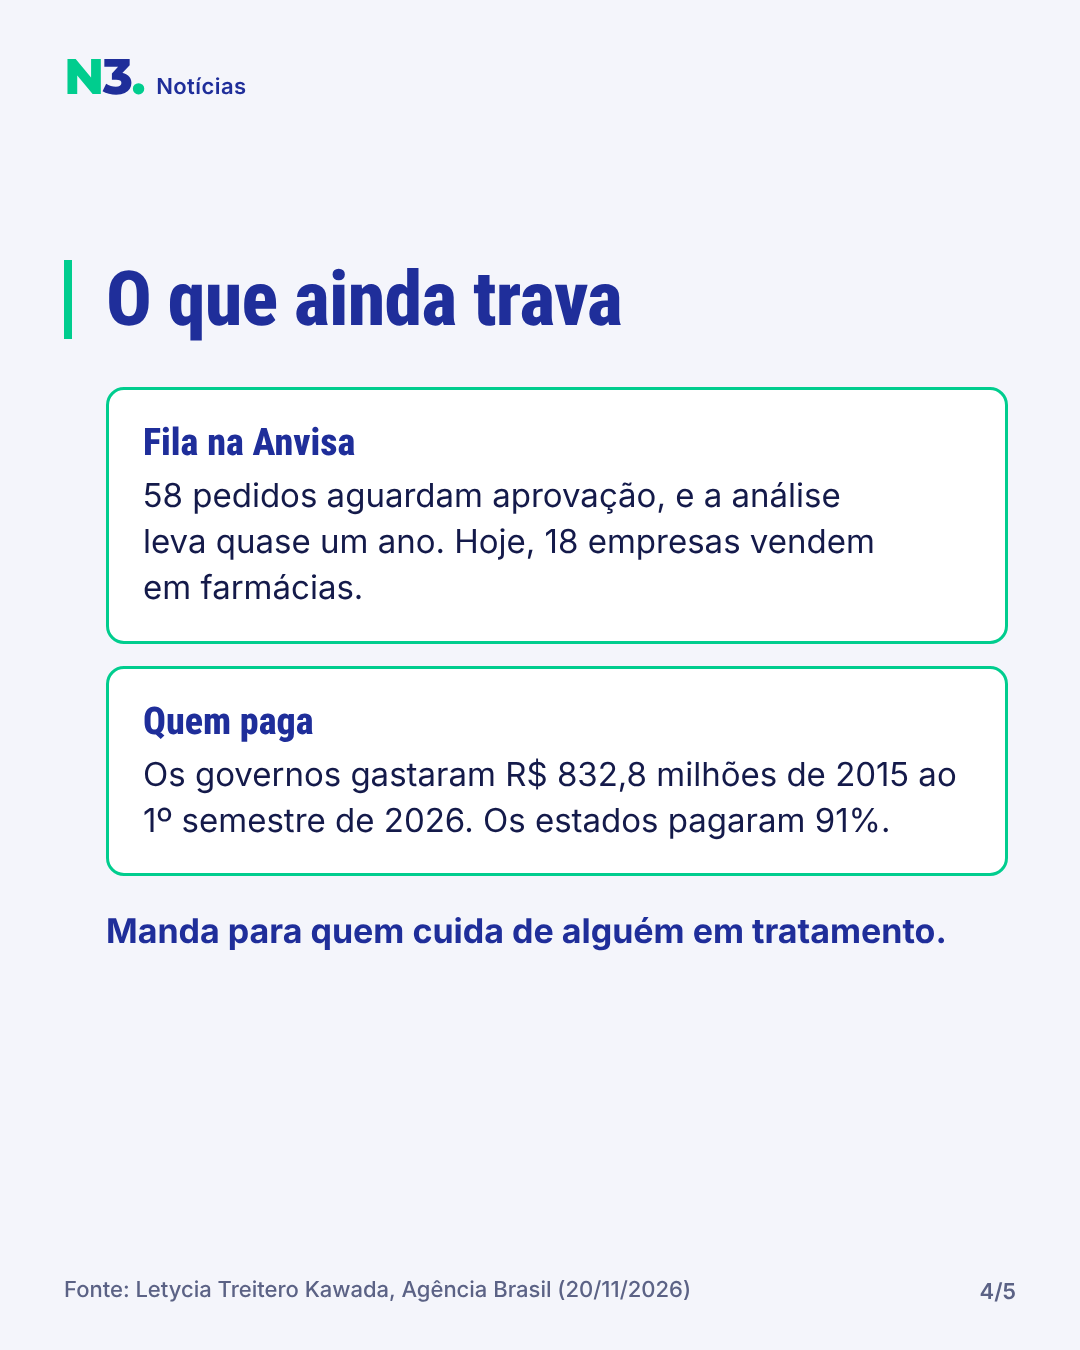 N3. Notícias
O que ainda trava
Fila na Anvisa
58 pedidos aguardam aprovação, e a análise
leva quase um ano. Hoje, 18 empresas vendem
em farmácias.
Quem paga
Os governos gastaram R$ 832,8 milhões de 2015 ao
1º semestre de 2026. Os estados pagaram 91%.
Manda para quem cuida de alguém em tratamento.
Fonte: Letycia Treitero Kawada, Agência Brasil (20/11/2026)
4/5